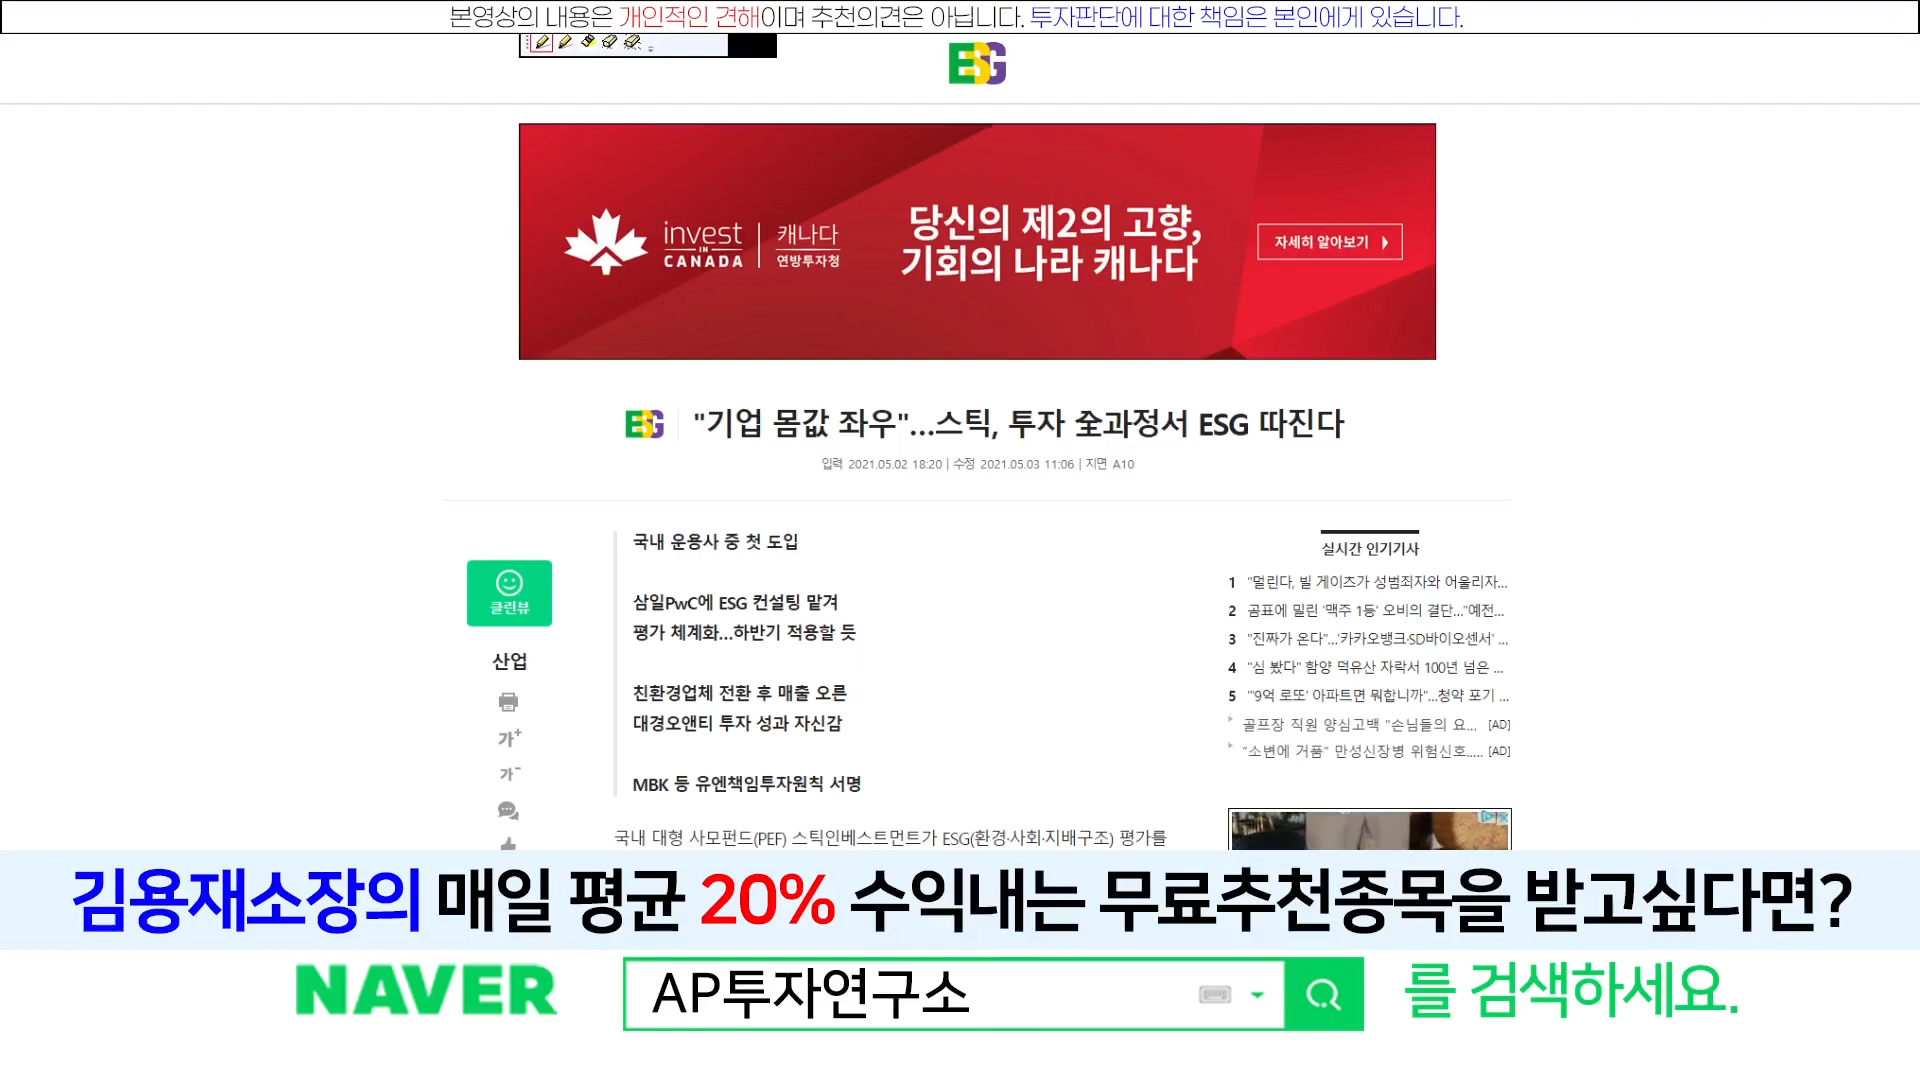 본영상의 내용은 개인적인 견해이며 추천의견은 아닙니다. 투자판단에 대한 책임은 본인에게 있습니다.
ESG
invest IN CANADA
캐나다 연방투자청
당신의 제2의 고향,
기회의 나라 캐나다
자세히 알아보기
ESG "기업 몸값 좌우"...스틱, 투자 全과정서 ESG 따진다
입력 2021.05.02 18:20 | 수정 2021.05.03 11:06 | 지면 A10
클린뷰
산업
가+
가-
국내 운용사 중 첫 도입
삼일PwC에 ESG 컨설팅 맡겨
평가 체계화...하반기 적용할 듯
친환경업체 전환 후 매출 오른
대경오앤티 투자 성과 자신감
MBK 등 유엔책임투자원칙 서명
국내 대형 사모펀드(PEF) 스틱인베스트먼트가 ESG(환경·사회·지배구조) 평가를
실시간 인기기사
1 "멀린다, 빌 게이츠가 성범죄자와 어울리자...
2 곰표에 밀린 '맥주 1등' 오비의 결단..."예전...
3 "진짜가 온다"...'카카오뱅크·SD바이오센서' ...
4 "심 봤다" 함양 덕유산 자락서 100년 넘은 ...
5 "'9억 로또' 아파트면 뭐합니까"...청약 포기 ...
골프장 직원 양심고백 "손님들의 요... [AD]
"소변에 거품" 만성신장병 위험신호..... [AD]
김용재소장의 매일 평균 20% 수익내는 무료추천종목을 받고싶다면?
NAVER AP투자연구소 를 검색하세요.